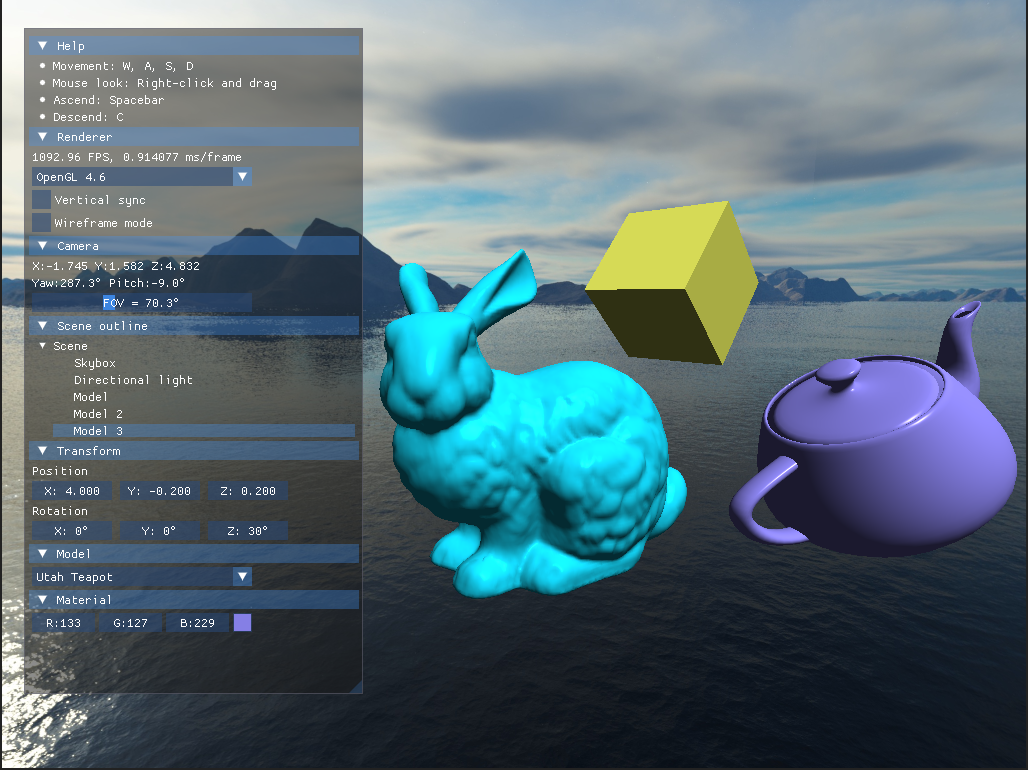 Help
Movement: W, A, S, D
Mouse look: Right-click and drag
Ascend: Spacebar
Descend: C
Renderer
1092.96 FPS, 0.914077 ms/frame
OpenGL 4.6
Vertical sync
Wireframe mode
Camera
X:-1.745 Y:1.582 Z:4.832
Yaw:287.3° Pitch:-9.0°
FOV = 70.3°
Scene outline
Scene
Skybox
Directional light
Model
Model 2
Model 3
Transform
Position
X: 4.000 Y: -0.200 Z: 0.200
Rotation
X: 0° Y: 0° Z: 30°
Model
Utah Teapot
Material
R:133 G:127 B:229